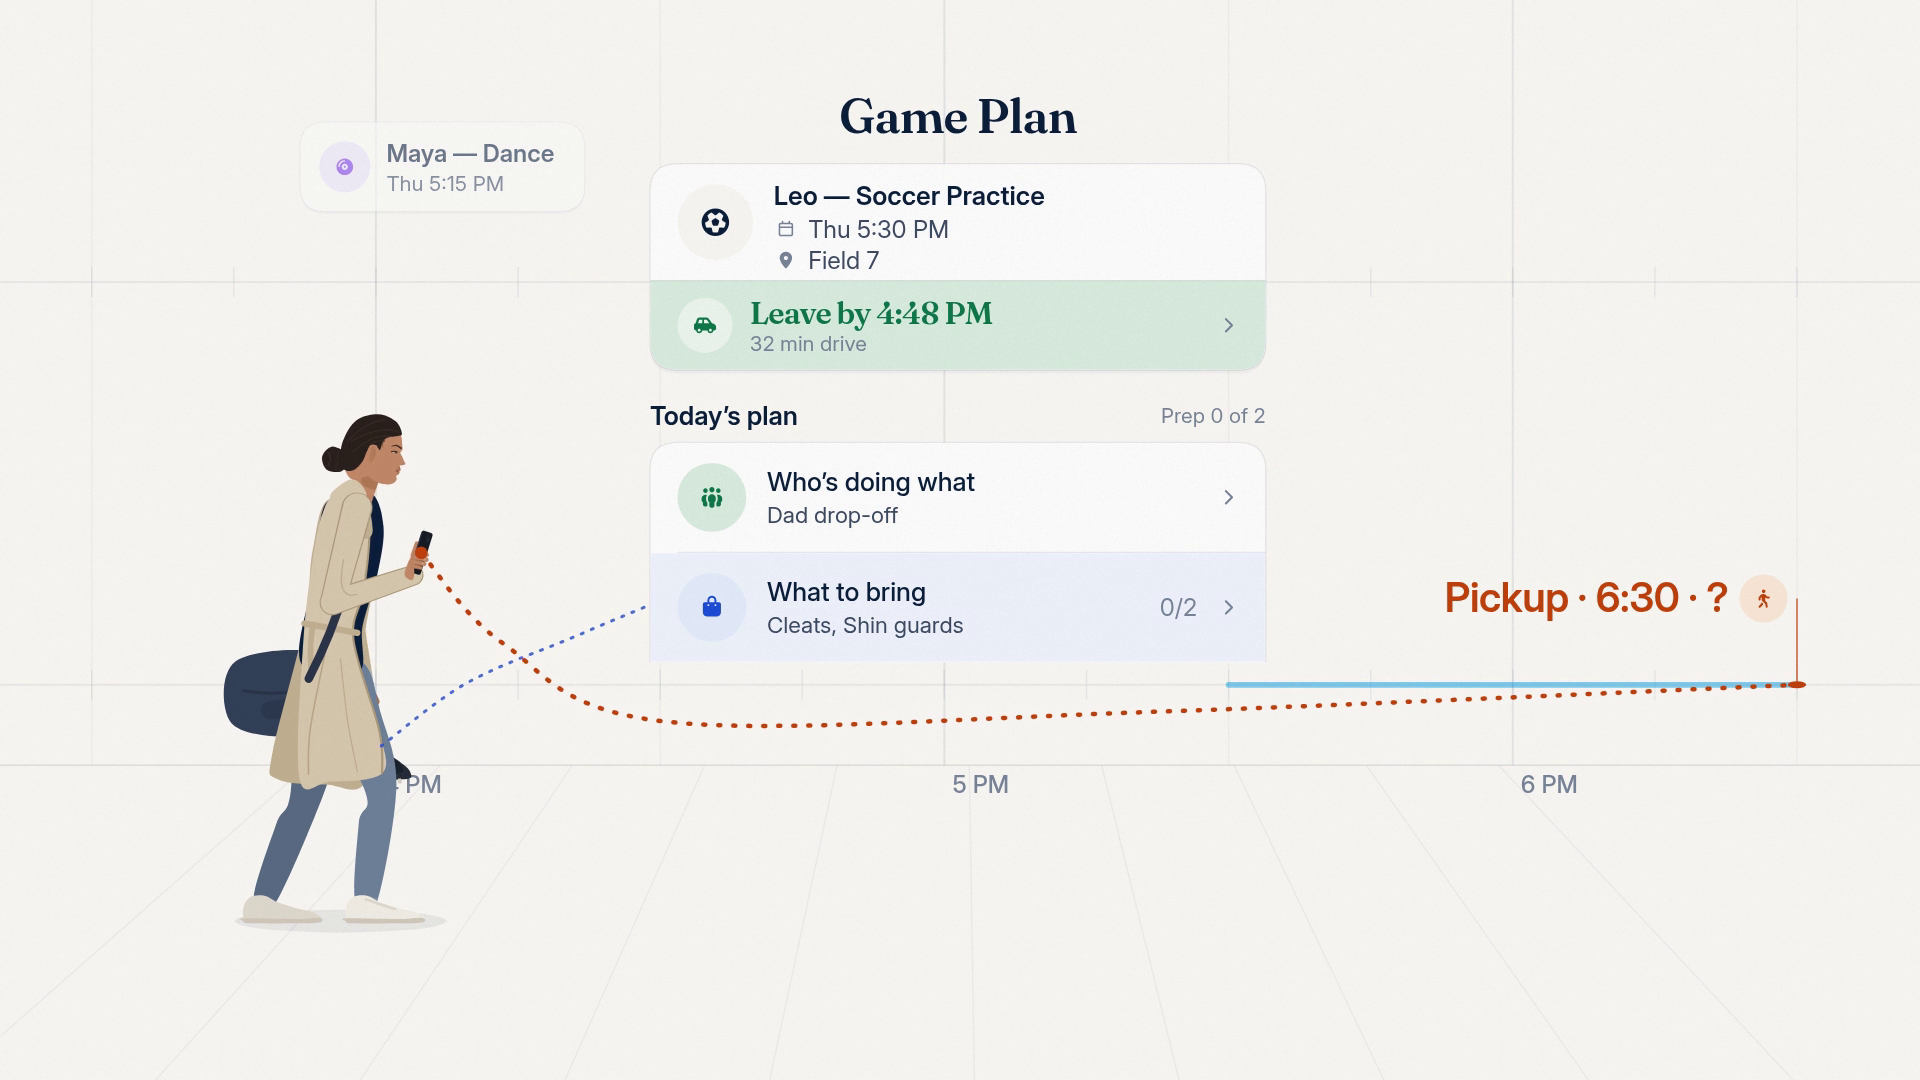 Game Plan
Maya — Dance
Thu 5:15 PM
Leo — Soccer Practice
Thu 5:30 PM
Field 7
Leave by 4:48 PM
32 min drive
Today’s plan
Prep 0 of 2
Who’s doing what
Dad drop-off
What to bring
0/2
Cleats, Shin guards
Pickup · 6:30 · ?
PM
5 PM
6 PM